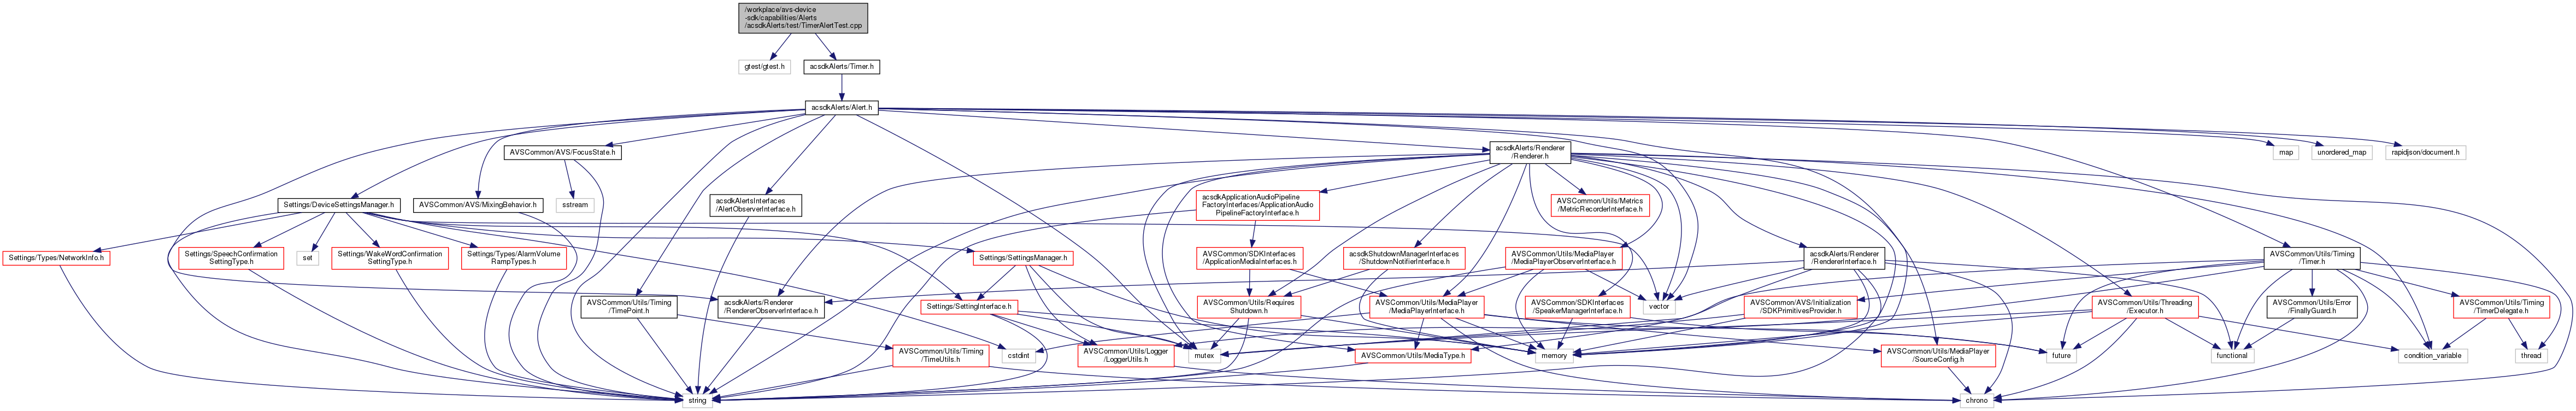 /workplace/avs-device
-sdk/capabilities/Alerts
/acsdkAlerts/test/TimerAlertTest.cpp
gtest/gtest.h
acsdkAlerts/Timer.h
acsdkAlerts/Alert.h
AVSCommon/AVS/FocusState.h
acsdkAlerts/Renderer
/Renderer.h
map
unordered_map
rapidjson/document.h
Settings/DeviceSettingsManager.h
AVSCommon/AVS/MixingBehavior.h
sstream
acsdkAlertsInterfaces
/AlertObserverInterface.h
acsdkApplicationAudioPipeline
FactoryInterfaces/ApplicationAudio
PipelineFactoryInterface.h
AVSCommon/Utils/Metrics
/MetricRecorderInterface.h
Settings/Types/NetworkInfo.h
Settings/SpeechConfirmation
SettingType.h
set
Settings/WakeWordConfirmation
SettingType.h
Settings/Types/AlarmVolume
RampTypes.h
Settings/SettingsManager.h
AVSCommon/SDKInterfaces
/ApplicationMediaInterfaces.h
acsdkShutdownManagerInterfaces
/ShutdownNotifierInterface.h
AVSCommon/Utils/MediaPlayer
/MediaPlayerObserverInterface.h
acsdkAlerts/Renderer
/RendererInterface.h
AVSCommon/Utils/Timing
/Timer.h
AVSCommon/Utils/Timing
/TimePoint.h
acsdkAlerts/Renderer
/RendererObserverInterface.h
Settings/SettingInterface.h
AVSCommon/Utils/Requires
Shutdown.h
AVSCommon/Utils/MediaPlayer
/MediaPlayerInterface.h
AVSCommon/SDKInterfaces
/SpeakerManagerInterface.h
vector
AVSCommon/AVS/Initialization
/SDKPrimitivesProvider.h
AVSCommon/Utils/Threading
/Executor.h
AVSCommon/Utils/Error
/FinallyGuard.h
AVSCommon/Utils/Timing
/TimerDelegate.h
AVSCommon/Utils/Timing
/TimeUtils.h
cstdint
AVSCommon/Utils/Logger
/LoggerUtils.h
mutex
AVSCommon/Utils/MediaType.h
memory
AVSCommon/Utils/MediaPlayer
/SourceConfig.h
future
functional
condition_variable
thread
string
chrono